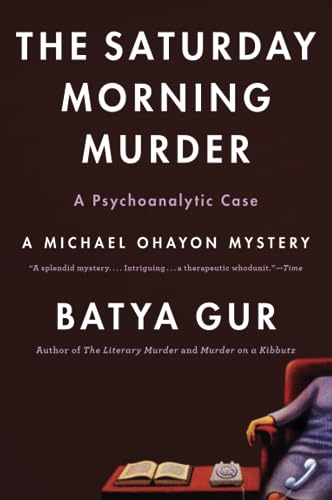 THE SATURDAY
MORNING
MURDER
A Psychoanalytic Case
A MICHAEL OHAYON MYSTERY
“A splendid mystery.... Intriguing...a therapeutic whodunit.”—Time
BATYA GUR
Author of The Literary Murder and Murder on a Kibbutz